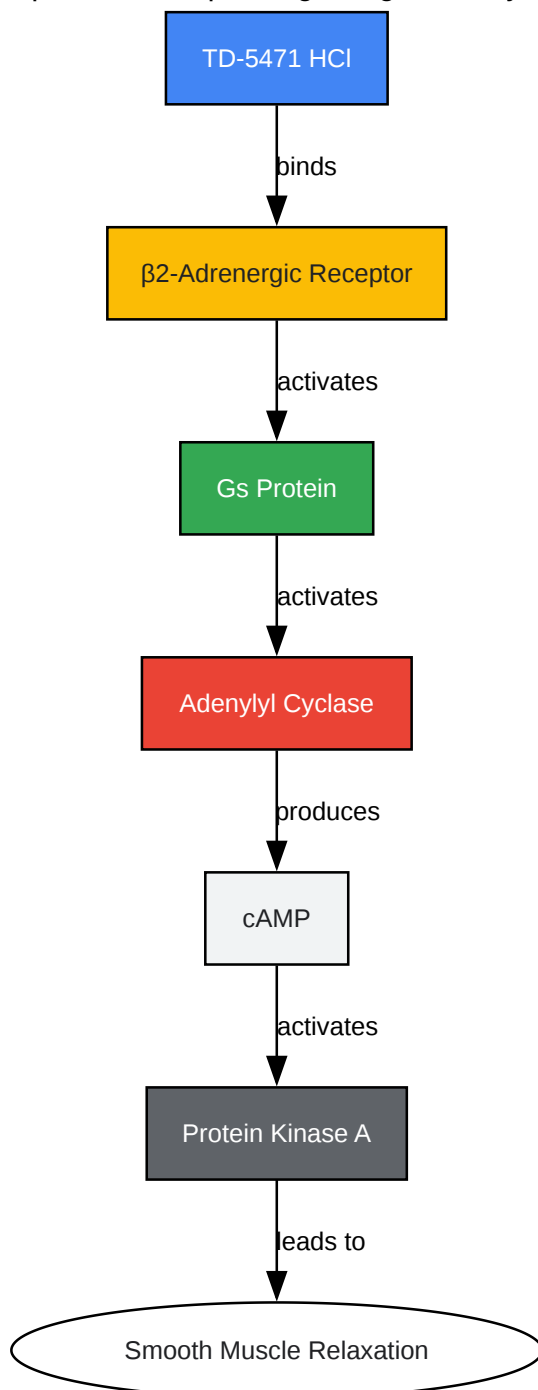 TD-5471 HCl
binds
β2-Adrenergic Receptor
activates
Gs Protein
activates
Adenylyl Cyclase
produces
cAMP
activates
Protein Kinase A
leads to
Smooth Muscle Relaxation